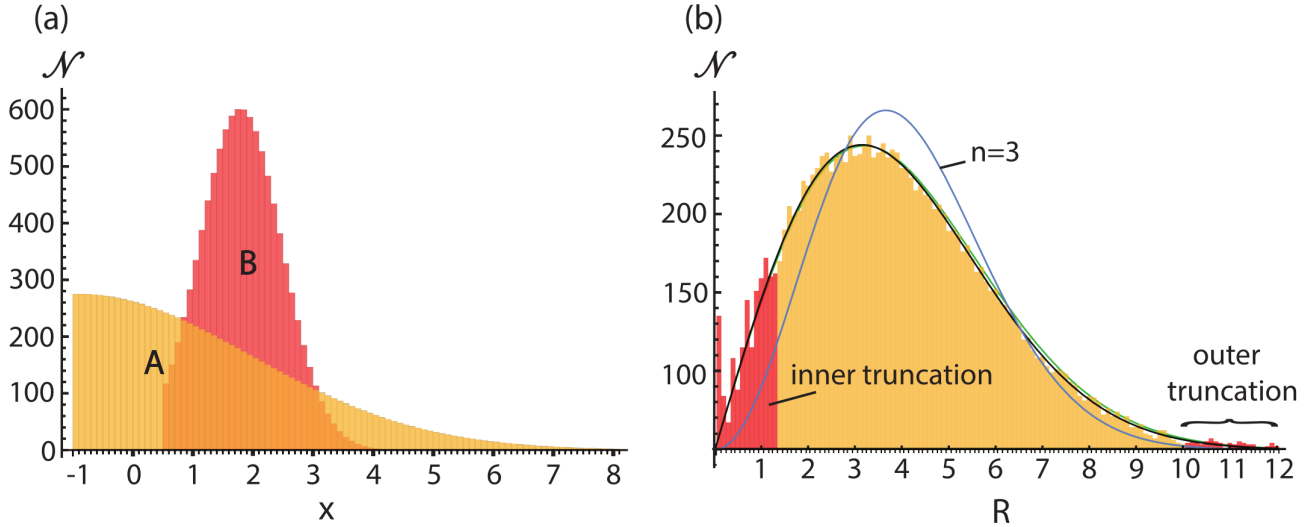 (a)
𝒩
600
500
400
300
200
100
0
A
B
-1 0 1 2 3 4 5 6 7 8
x
(b)
𝒩
250
200
150
100
n=3
inner truncation
outer
truncation
1 2 3 4 5 6 7 8 9 10 11 12
R